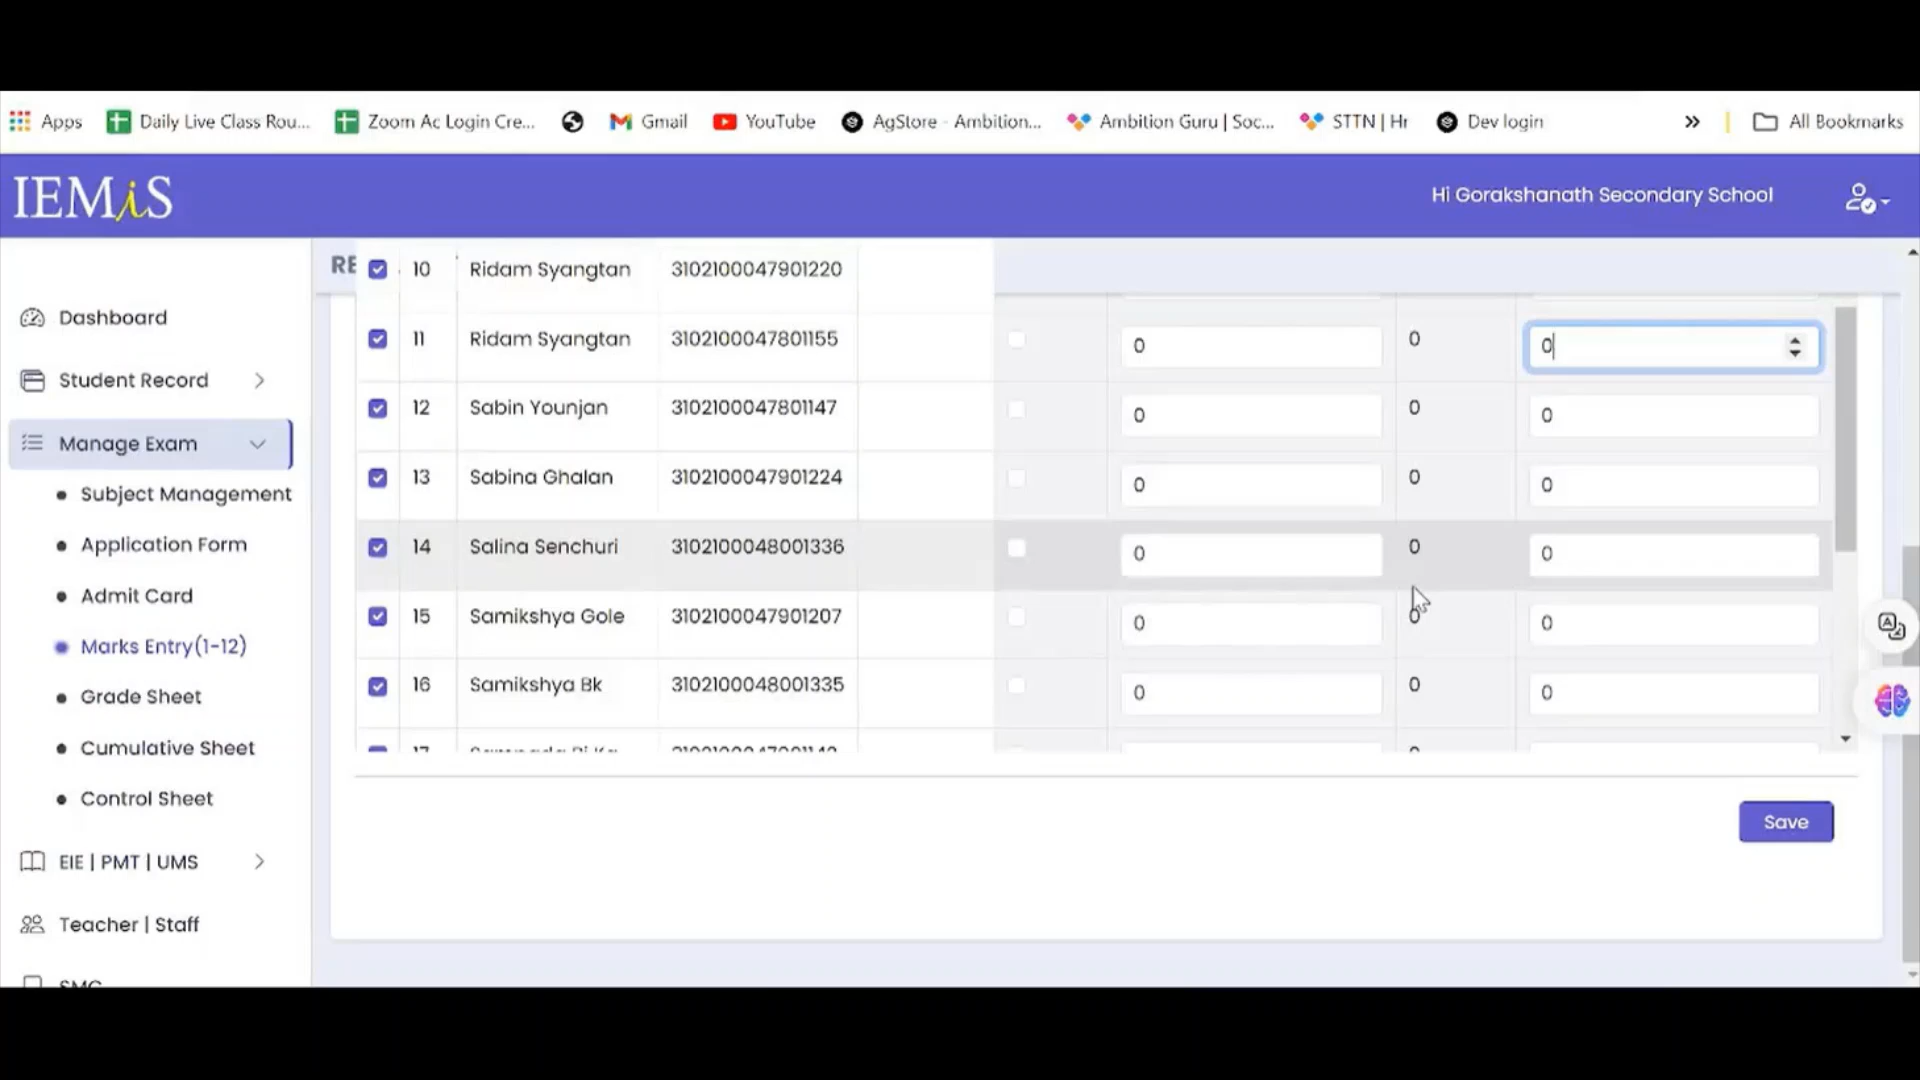 Apps Daily Live Class Rou... Zoom Ac Login Cre... Gmail YouTube AgStore - Ambition... Ambition Guru | Soc... STTN | Hr Dev login » All Bookmarks
IEMiS Hi Gorakshanath Secondary School
Dashboard
Student Record
Manage Exam
Subject Management
Application Form
Admit Card
Marks Entry(1-12)
Grade Sheet
Cumulative Sheet
Control Sheet
EIE | PMT | UMS
Teacher | Staff
SMC
RE
10 Ridam Syangtan 3102100047901220
11 Ridam Syangtan 3102100047801155 0 0 0
12 Sabin Younjan 3102100047801147 0 0 0
13 Sabina Ghalan 3102100047901224 0 0 0
14 Salina Senchuri 3102100048001336 0 0 0
15 Samikshya Gole 3102100047901207 0 0 0
16 Samikshya Bk 3102100048001335 0 0 0
17
Save